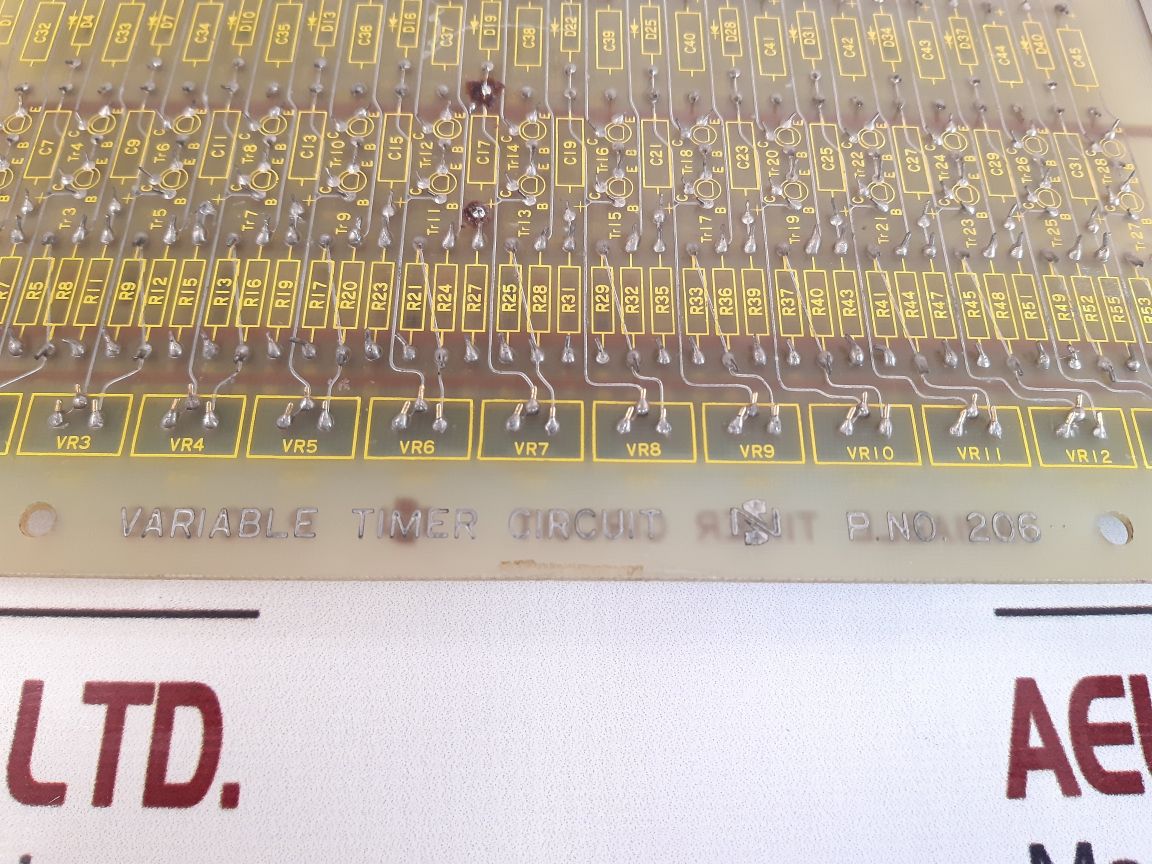 C32 D4 C33 D7 C34 D10 C35 D13 C36 D16 C37 D19 C38 D22 C39 D25 C40 D28 C41 D31 C42 D34 C43 D37 C44 D40 C45
C7 Tr4 C9 Tr6 C11 Tr8 C13 Tr10 C15 Tr12 C17 Tr14 C19 Tr16 C21 Tr18 C23 Tr20 C25 Tr22 C27 Tr24 C29 Tr26 C31 Tr28
Tr3 Tr5 Tr7 Tr9 Tr11 Tr13 Tr15 Tr17 Tr19 Tr21 Tr23 Tr25 Tr27
R7 R5 R8 R11 R9 R12 R15 R13 R16 R19 R17 R20 R23 R21 R24 R27 R25 R28 R31 R29 R32 R35 R33 R36 R39 R37 R40 R43 R41 R44 R47 R45 R48 R51 R49 R52 R55 R53
VR3 VR4 VR5 VR6 VR7 VR8 VR9 VR10 VR11 VR12
VARIABLE TIMER CIRCUIT P.NO. 206
LTD.
AEU